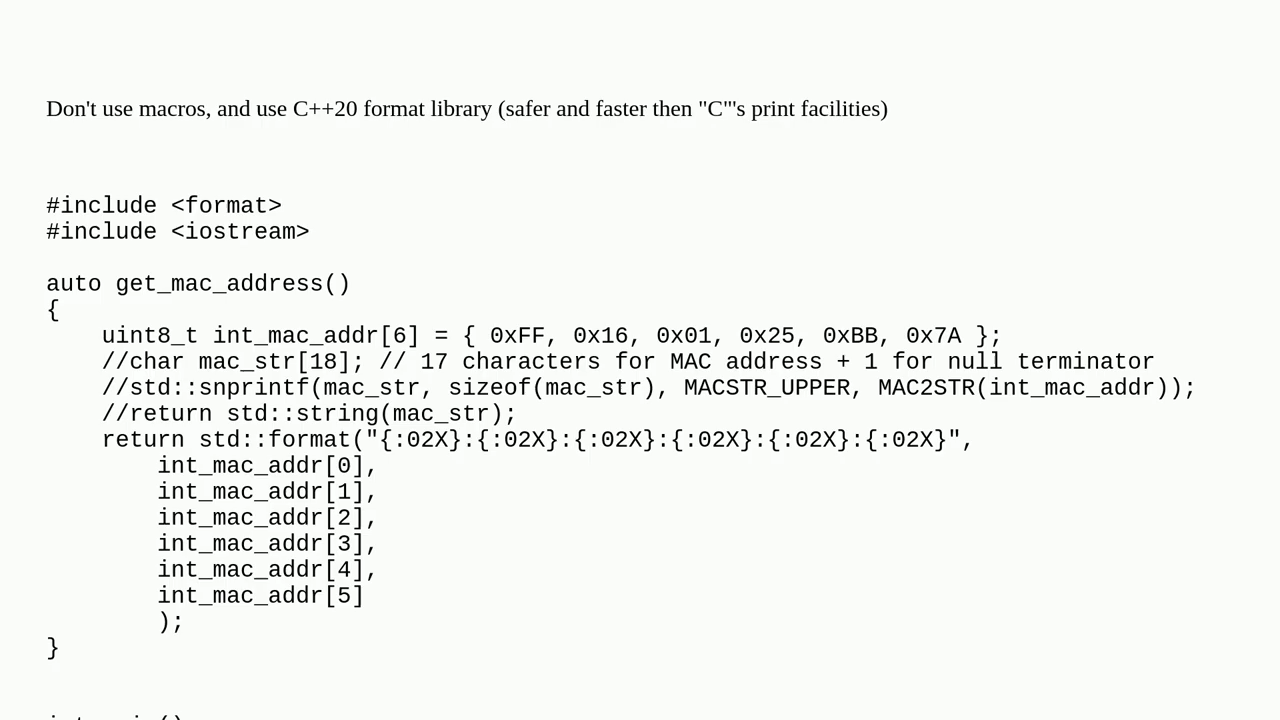 Don't use macros, and use C++20 format library (safer and faster then "C"'s print facilities)
#include <format>
#include <iostream>
auto get_mac_address()
{
    uint8_t int_mac_addr[6] = { 0xFF, 0x16, 0x01, 0x25, 0xBB, 0x7A };
    //char mac_str[18]; // 17 characters for MAC address + 1 for null terminator
    //std::snprintf(mac_str, sizeof(mac_str), MACSTR_UPPER, MAC2STR(int_mac_addr));
    //return std::string(mac_str);
    return std::format("{:02X}:{:02X}:{:02X}:{:02X}:{:02X}:{:02X}",
        int_mac_addr[0],
        int_mac_addr[1],
        int_mac_addr[2],
        int_mac_addr[3],
        int_mac_addr[4],
        int_mac_addr[5]
        );
}